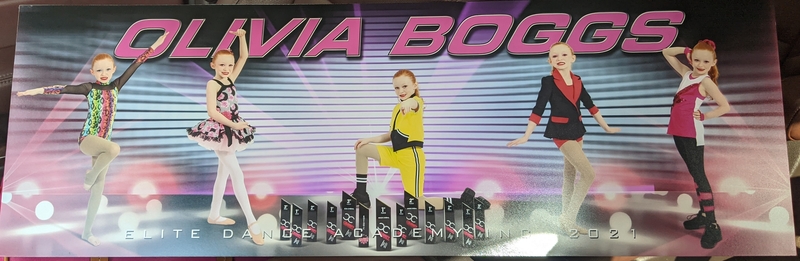 OLIVIA BOGGS
ELITE DANCE ACADEMY INC. 2021